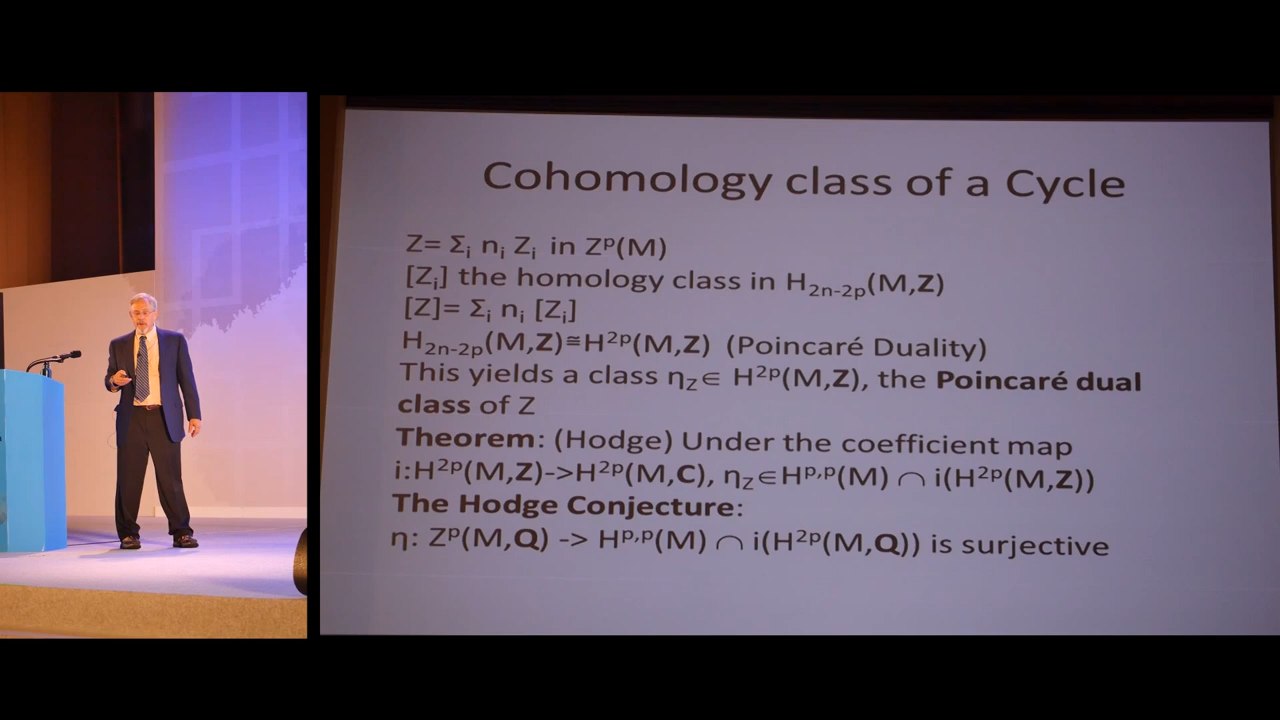 Cohomology class of a Cycle
Z= Σᵢ nᵢ Zᵢ in Zᵖ(M)
[Zᵢ] the homology class in H₂ₙ₋₂ₚ(M,Z)
[Z]= Σᵢ nᵢ [Zᵢ]
H₂ₙ₋₂ₚ(M,Z)≅H²ᵖ(M,Z) (Poincaré Duality)
This yields a class η_Z∈ H²ᵖ(M,Z), the Poincaré dual
class of Z
Theorem: (Hodge) Under the coefficient map
i:H²ᵖ(M,Z)->H²ᵖ(M,C), η_Z∈Hᵖ,ᵖ(M) ∩ i(H²ᵖ(M,Z))
The Hodge Conjecture:
η: Zᵖ(M,Q) -> Hᵖ,ᵖ(M) ∩ i(H²ᵖ(M,Q)) is surjective